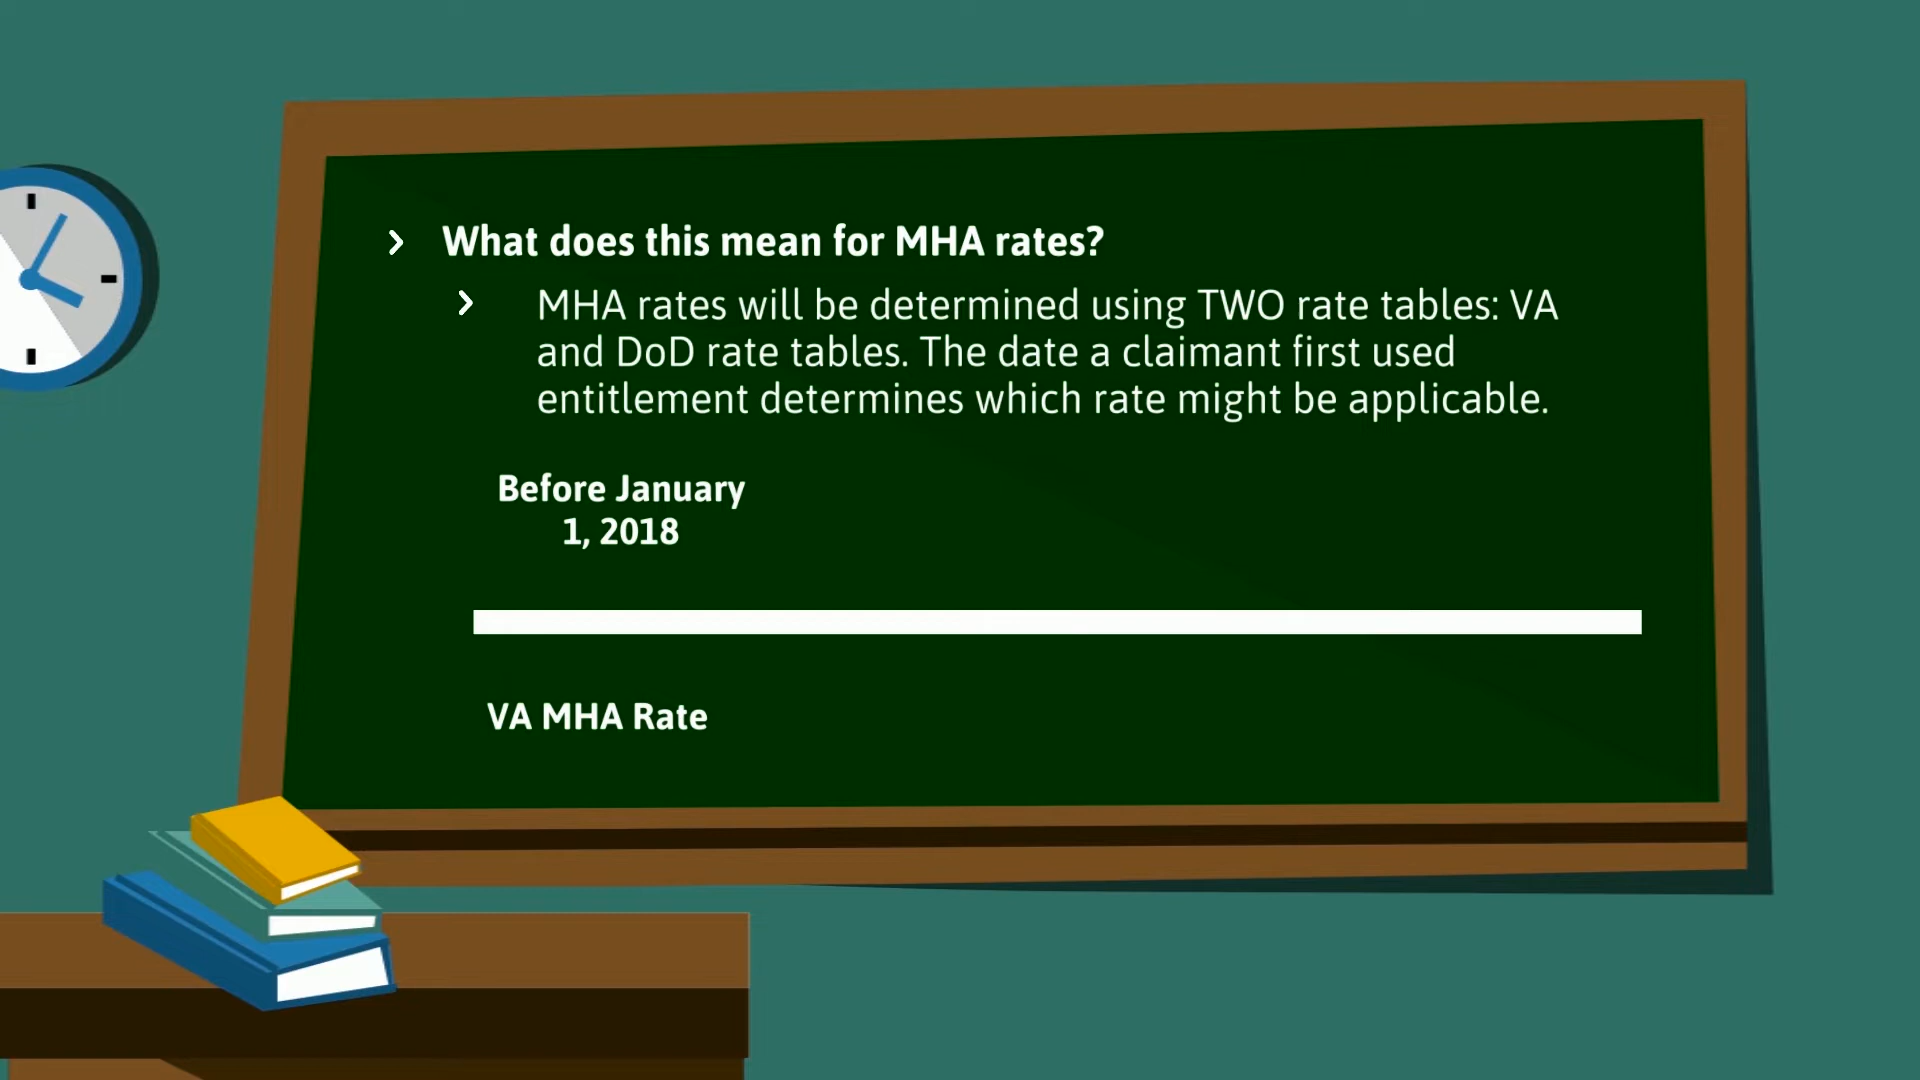 What does this mean for MHA rates?
MHA rates will be determined using TWO rate tables: VA
and DoD rate tables. The date a claimant first used
entitlement determines which rate might be applicable.
Before January
1, 2018
VA MHA Rate